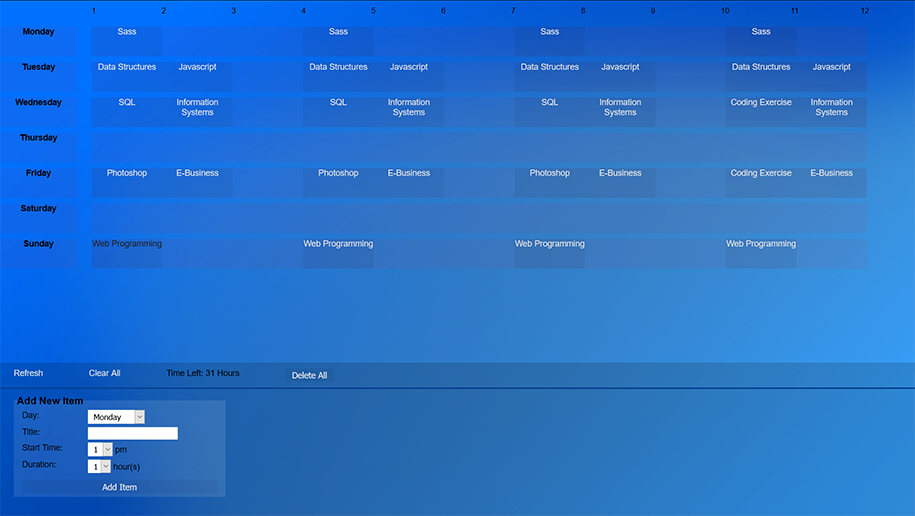 1 2 3 4 5 6 7 8 9 10 11 12
Monday Sass Sass Sass Sass
Tuesday Data Structures Javascript Data Structures Javascript Data Structures Javascript Data Structures Javascript
Wednesday SQL Information SQL Information SQL Information Coding Exercise Information
Systems Systems Systems Systems
Thursday
Friday Photoshop E-Business Photoshop E-Business Photoshop E-Business Coding Exercise E-Business
Saturday
Sunday Web Programming Web Programming Web Programming Web Programming
Refresh Clear All Time Left: 31 Hours Delete All
Add New Item
Day: Monday
Title:
Start Time: 1 pm
Duration: 1 hour(s)
Add Item